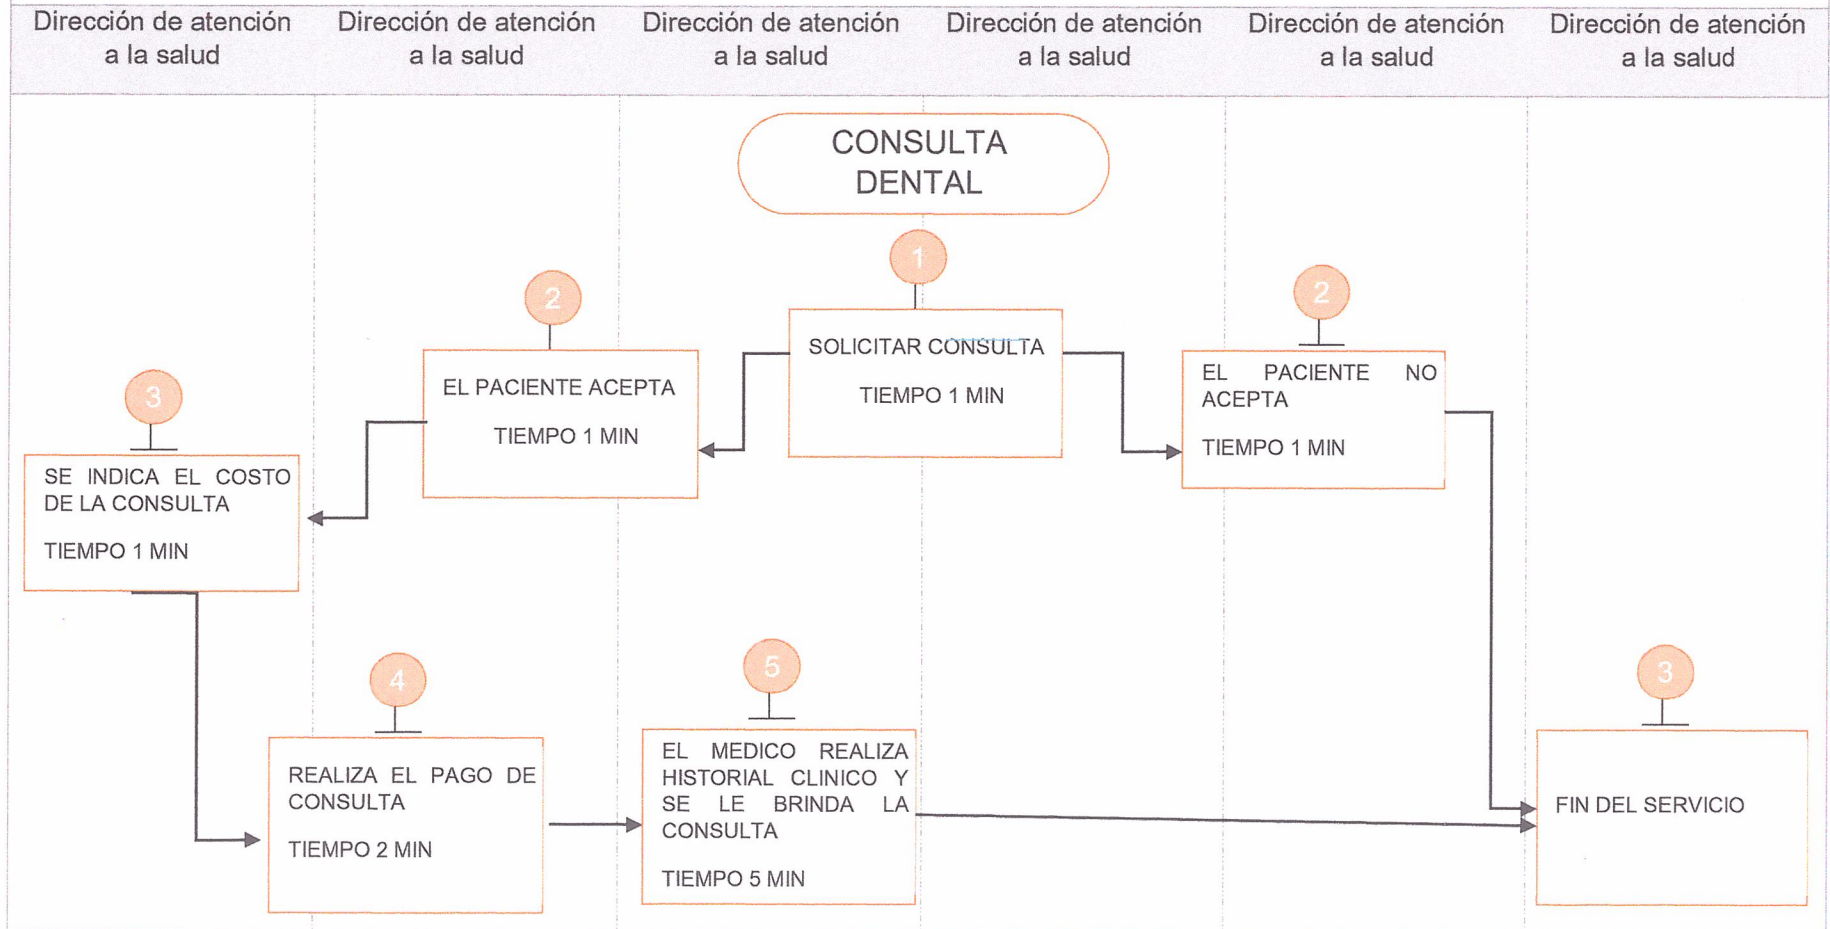 Dirección de atención
a la salud
Dirección de atención
a la salud
Dirección de atención
a la salud
Dirección de atención
a la salud
Dirección de atención
a la salud
Dirección de atención
a la salud
CONSULTA
DENTAL
1
SOLICITAR CONSULTA
TIEMPO 1 MIN
2
EL PACIENTE ACEPTA
TIEMPO 1 MIN
2
EL PACIENTE NO
ACEPTA
TIEMPO 1 MIN
3
SE INDICA EL COSTO
DE LA CONSULTA
TIEMPO 1 MIN
4
REALIZA EL PAGO DE
CONSULTA
TIEMPO 2 MIN
5
EL MEDICO REALIZA
HISTORIAL CLINICO Y
SE LE BRINDA LA
CONSULTA
TIEMPO 5 MIN
3
FIN DEL SERVICIO